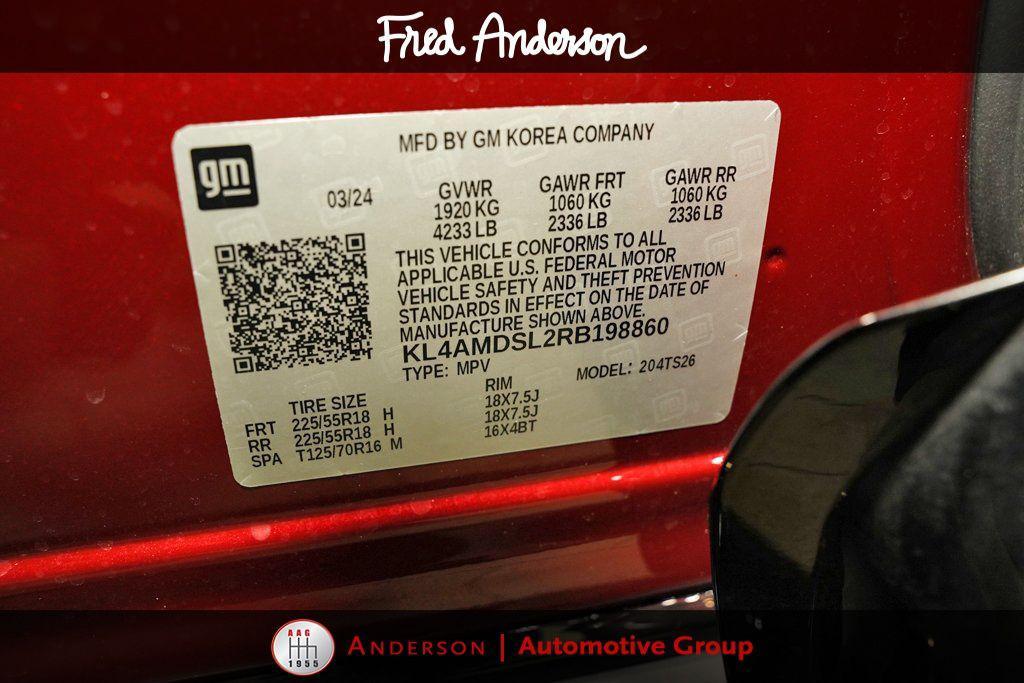 Fred Anderson
MFD BY GM KOREA COMPANY
gm
03/24
GVWR
1920 KG
4233 LB
GAWR FRT
1060 KG
2336 LB
GAWR RR
1060 KG
2336 LB
THIS VEHICLE CONFORMS TO ALL
APPLICABLE U.S. FEDERAL MOTOR
VEHICLE SAFETY AND THEFT PREVENTION
STANDARDS IN EFFECT ON THE DATE OF
MANUFACTURE SHOWN ABOVE.
KL4AMDSL2RB198860
TYPE: MPV
MODEL: 204TS26
TIRE SIZE
RIM
FRT 225/55R18 H 18X7.5J
RR 225/55R18 H 18X7.5J
SPA T125/70R16 M 16X4BT
AAG
1955
ANDERSON | Automotive Group